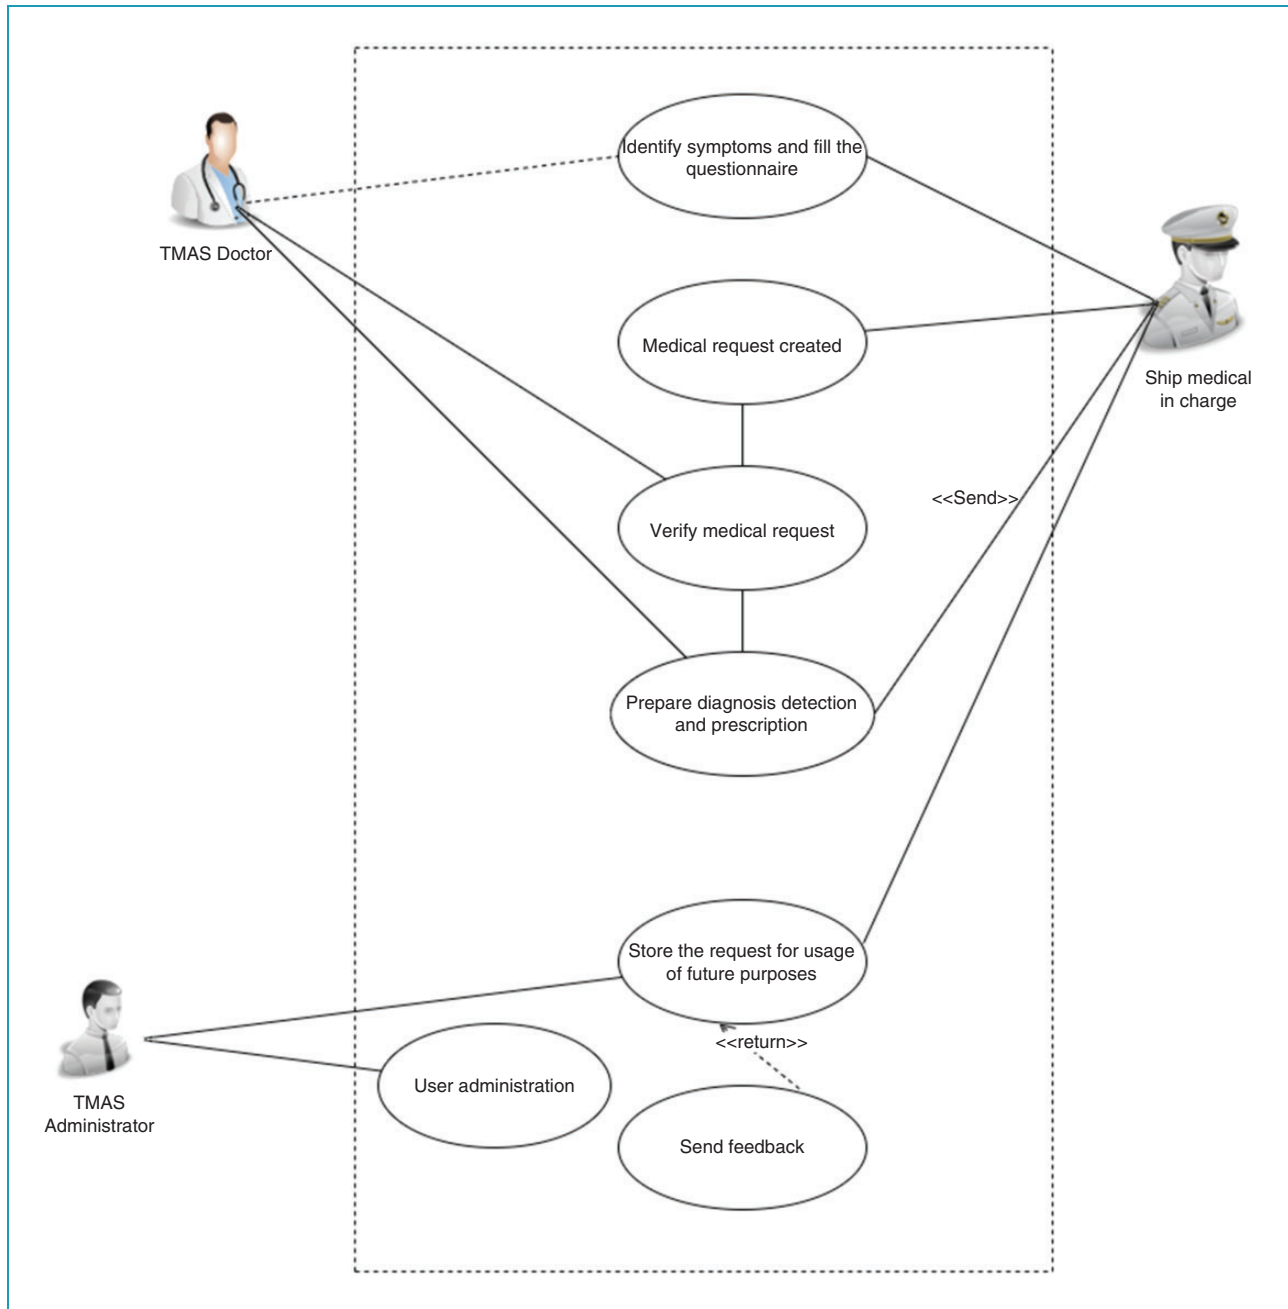 Identify symptoms and fill the
questionnaire
TMAS Doctor
Medical request created
Ship medical
in charge
<<Send>>
Verify medical request
Prepare diagnosis detection
and prescription
Store the request for usage
of future purposes
<<return>>
User administration
TMAS
Administrator
Send feedback